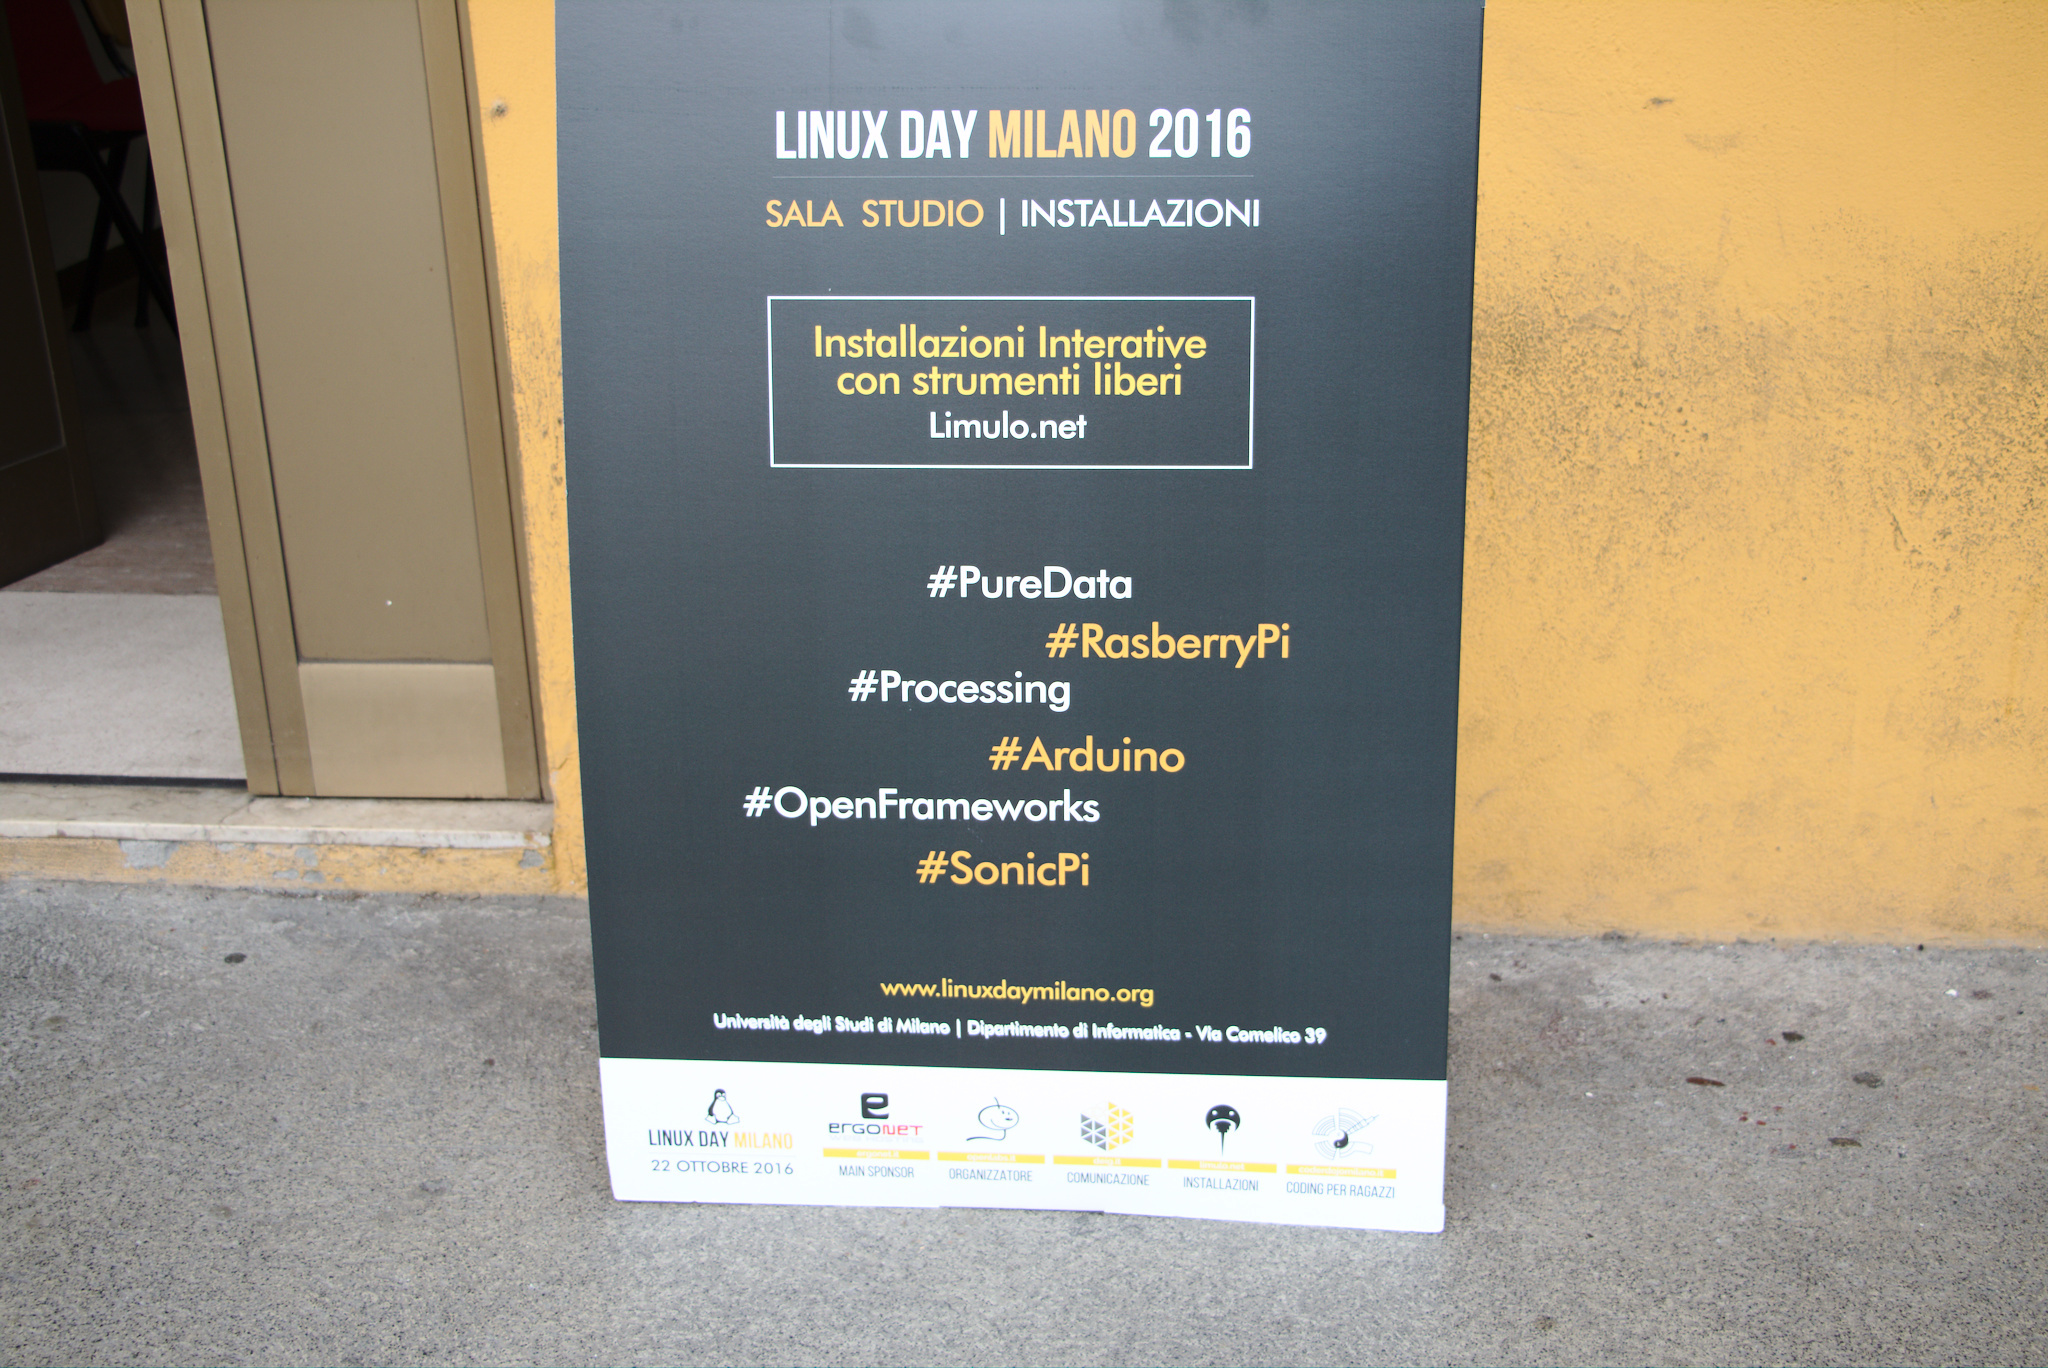 LINUX DAY MILANO 2016
SALA STUDIO | INSTALLAZIONI
Installazioni Interative
con strumenti liberi
Limulo.net
#PureData
#RasberryPi
#Processing
#Arduino
#OpenFrameworks
#SonicPi
www.linuxdaymilano.org
Università degli Studi di Milano | Dipartimento di Informatica - Via Comelico 39
LINUX DAY MILANO
22 OTTOBRE 2016
e
ERGONET
MAIN SPONSOR
ORGANIZZATORE
COMUNICAZIONE
limulo.net
INSTALLAZIONI
CODING PER RAGAZZI